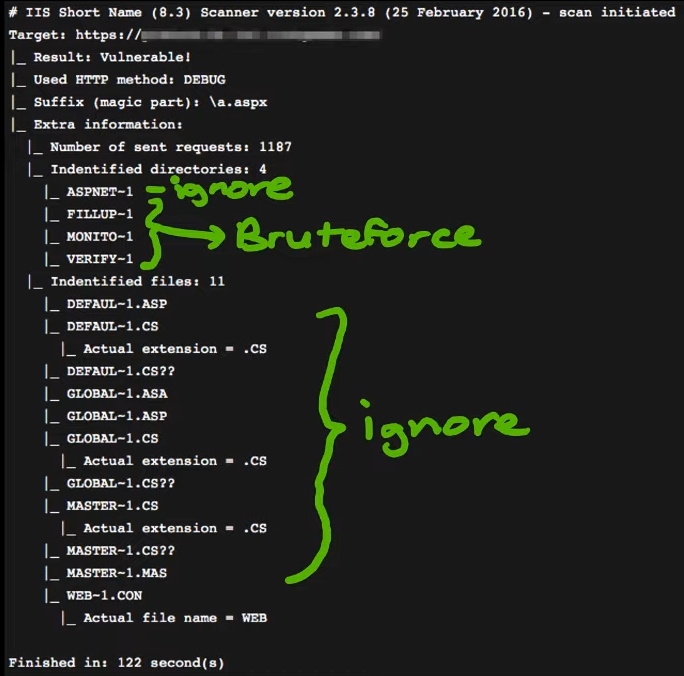 # IIS Short Name (8.3) Scanner version 2.3.8 (25 February 2016) - scan initiated
Target: https://
|_ Result: Vulnerable!
|_ Used HTTP method: DEBUG
|_ Suffix (magic part): \a.aspx
|_ Extra information:
|_ Number of sent requests: 1187
|_ Indentified directories: 4
|_ ASPNET~1 - ignore
|_ FILLUP~1
|_ MONITO~1 Bruteforce
|_ VERIFY~1
|_ Indentified files: 11
|_ DEFAUL~1.ASP
|_ DEFAUL~1.CS
|_ Actual extension = .CS
|_ DEFAUL~1.CS??
|_ GLOBAL~1.ASA
|_ GLOBAL~1.ASP
|_ GLOBAL~1.CS ignore
|_ Actual extension = .CS
|_ GLOBAL~1.CS??
|_ MASTER~1.CS
|_ Actual extension = .CS
|_ MASTER~1.CS??
|_ MASTER~1.MAS
|_ WEB~1.CON
|_ Actual file name = WEB
Finished in: 122 second(s)